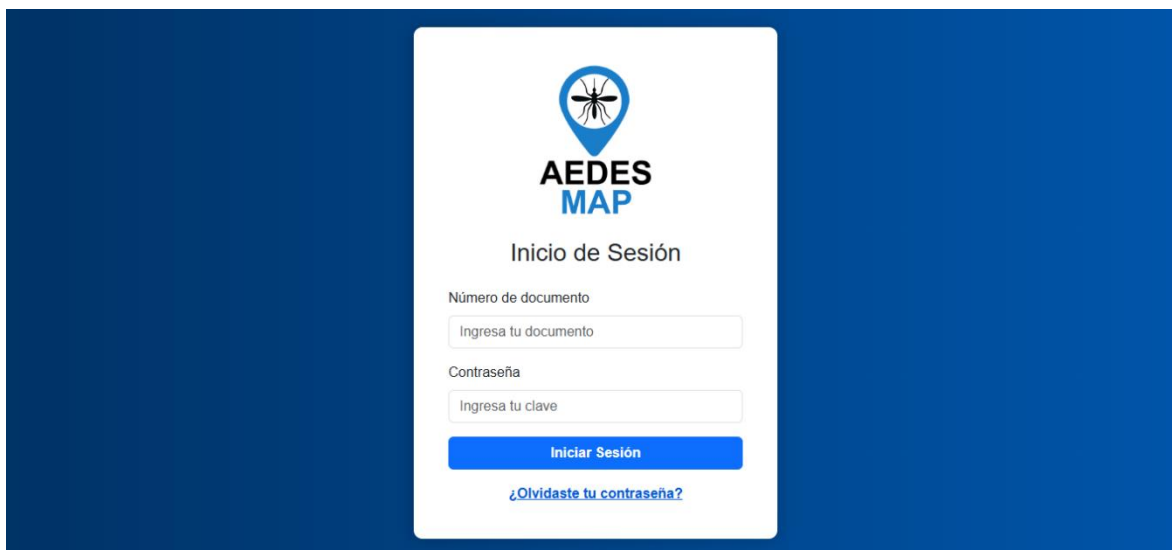 AEDES
MAP
Inicio de Sesión
Número de documento
Ingresa tu documento
Contraseña
Ingresa tu clave
Iniciar Sesión
¿Olvidaste tu contraseña?